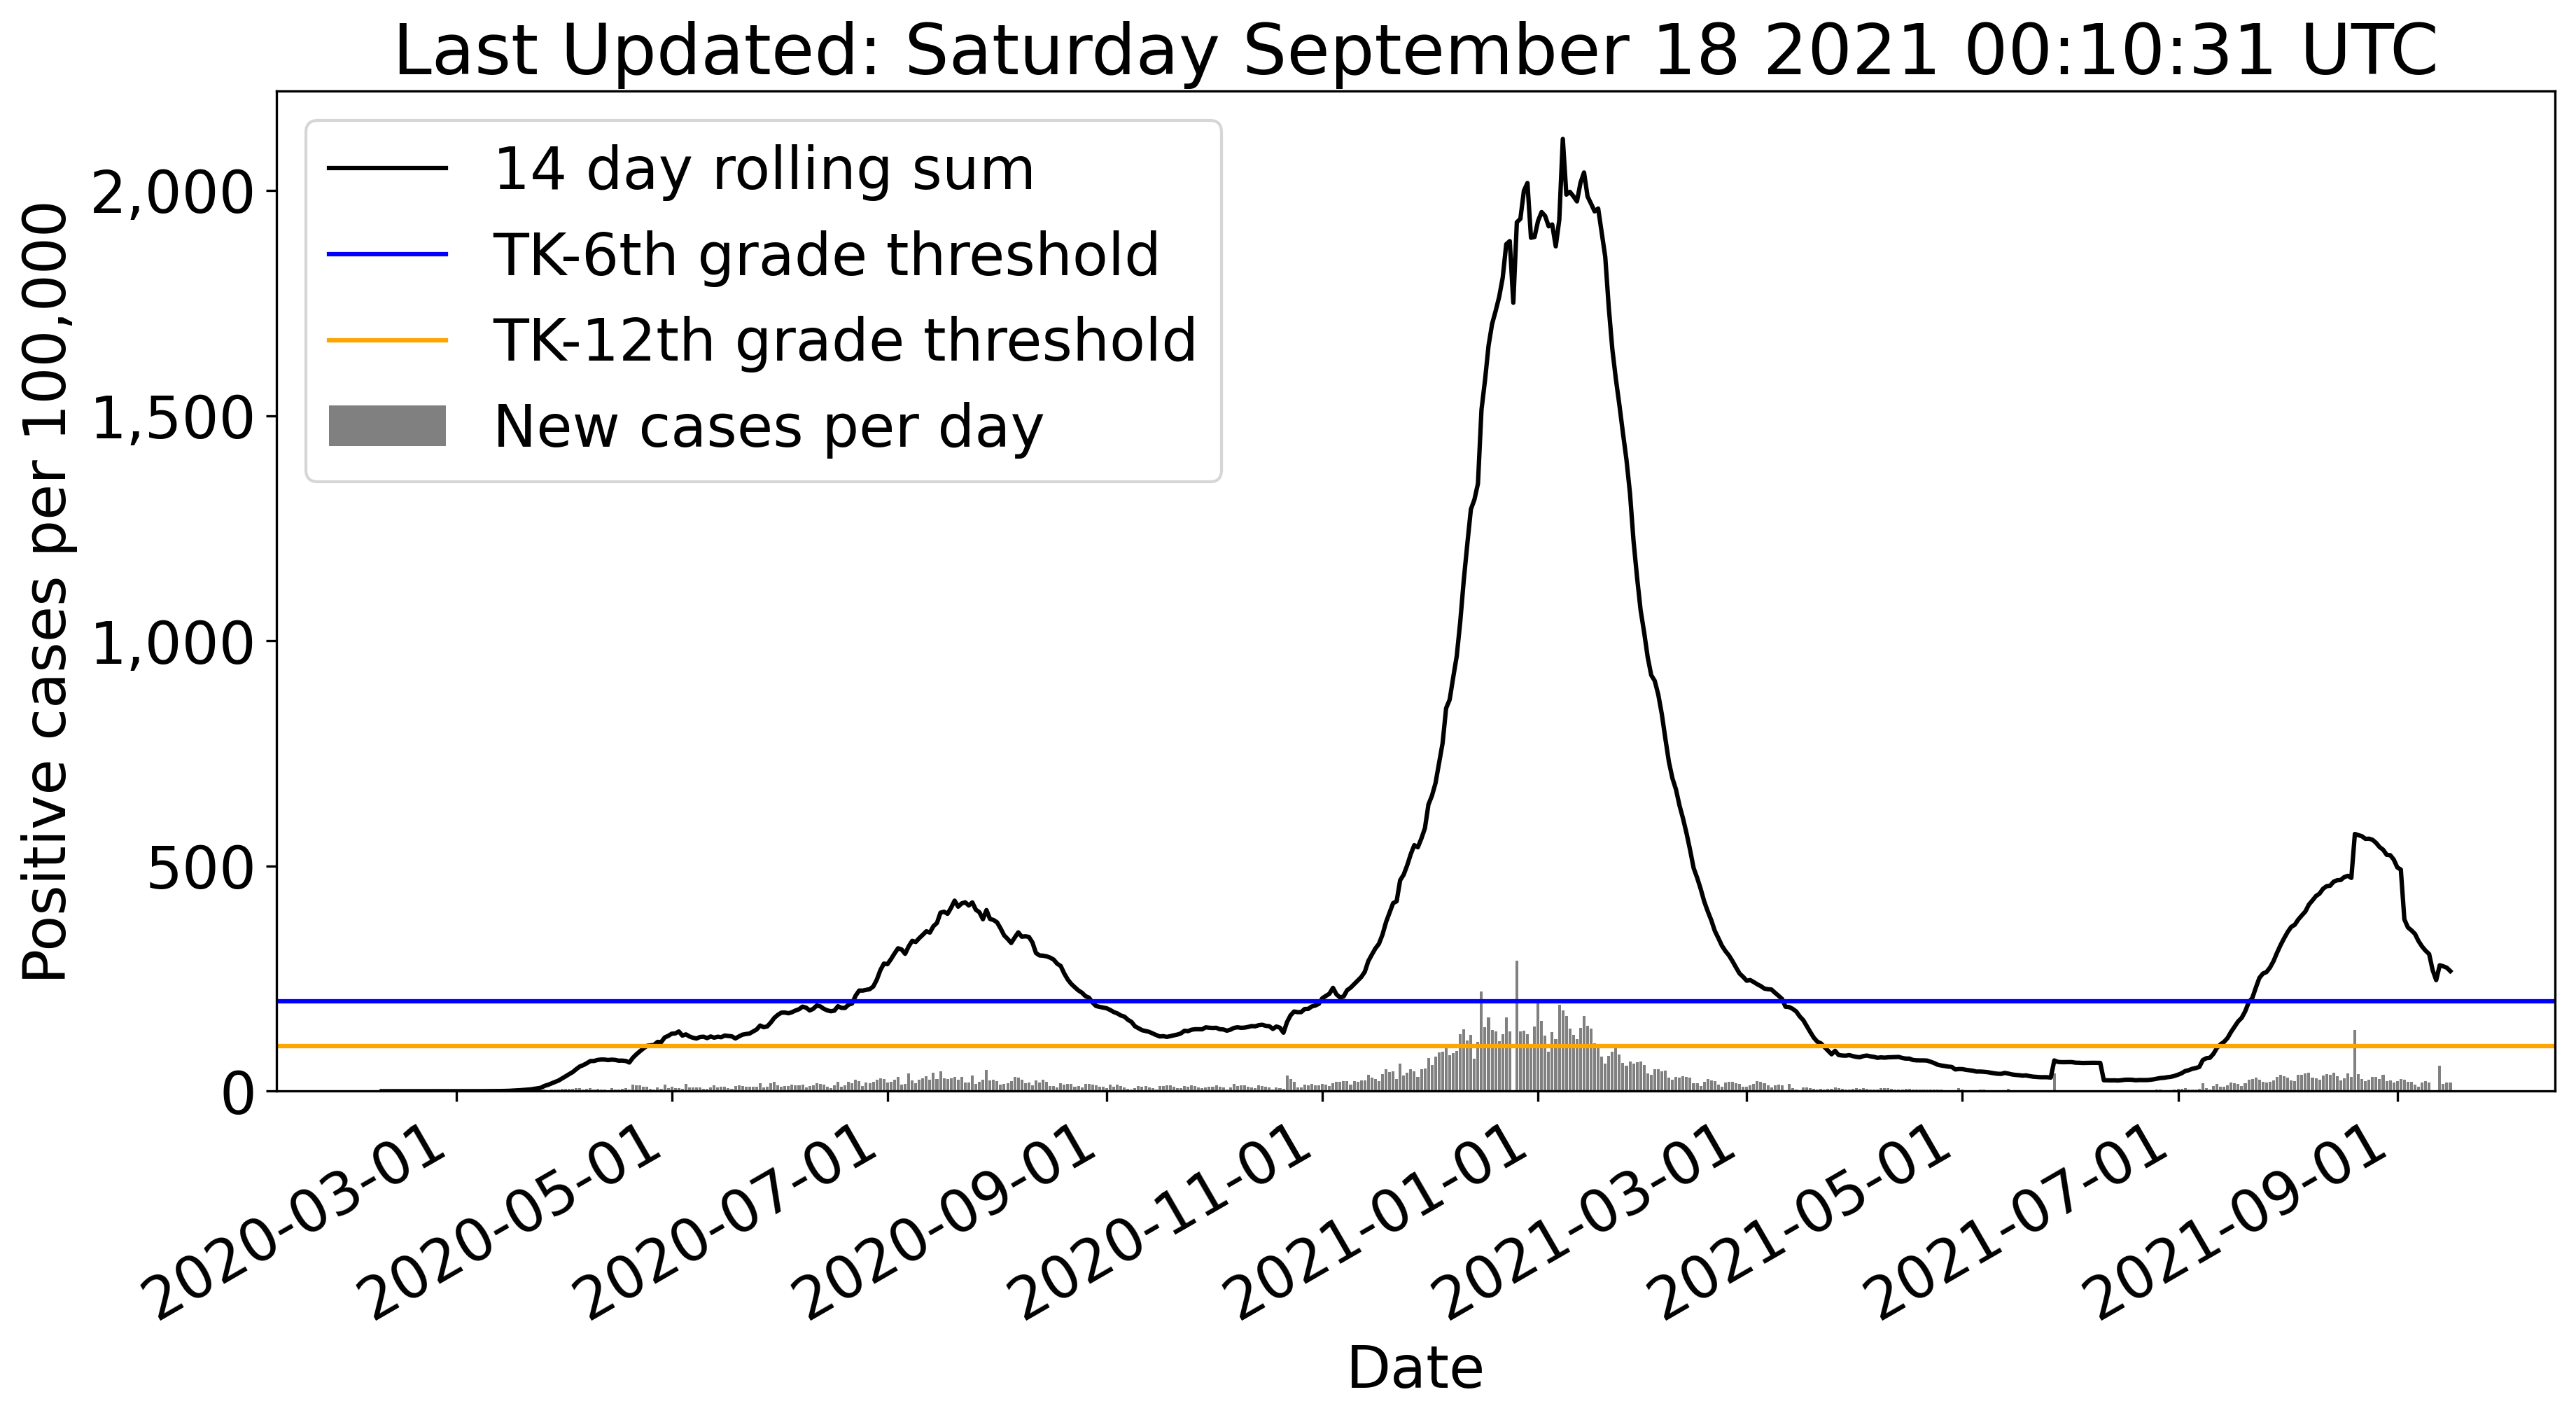 Last Updated: Saturday September 18 2021 00:10:31 UTC
14 day rolling sum
TK-6th grade threshold
TK-12th grade threshold
New cases per day
Positive cases per 100,000
2,000
1,500
1,000
500
0
2020-03-01
2020-05-01
2020-07-01
2020-09-01
2020-11-01
2021-01-01
2021-03-01
2021-05-01
2021-07-01
2021-09-01
Date